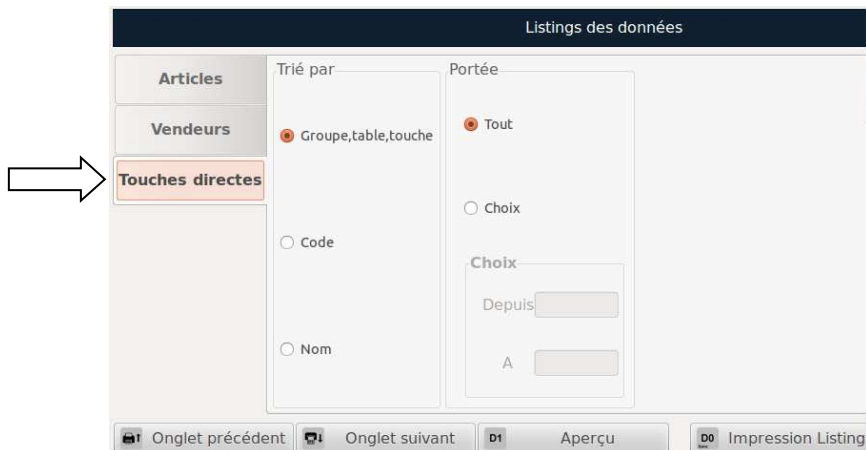 Listings des données
Articles
Vendeurs
Touches directes
Trié par
Groupe,table,touche
Code
Nom
Portée
Tout
Choix
Choix
Depuis
A
Onglet précédent
Onglet suivant
D1 Aperçu
D0 Impression Listing